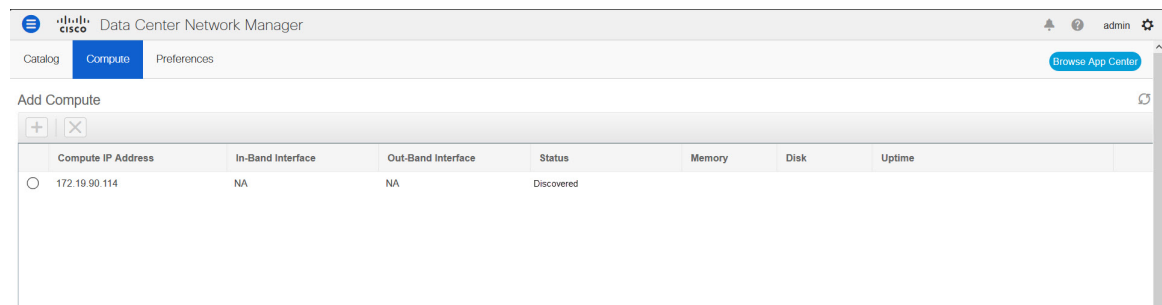 CISCO Data Center Network Manager admin
Catalog Compute Preferences Browse App Center
Add Compute
Compute IP Address In-Band Interface Out-Band Interface Status Memory Disk Uptime
172.19.90.114 NA NA Discovered